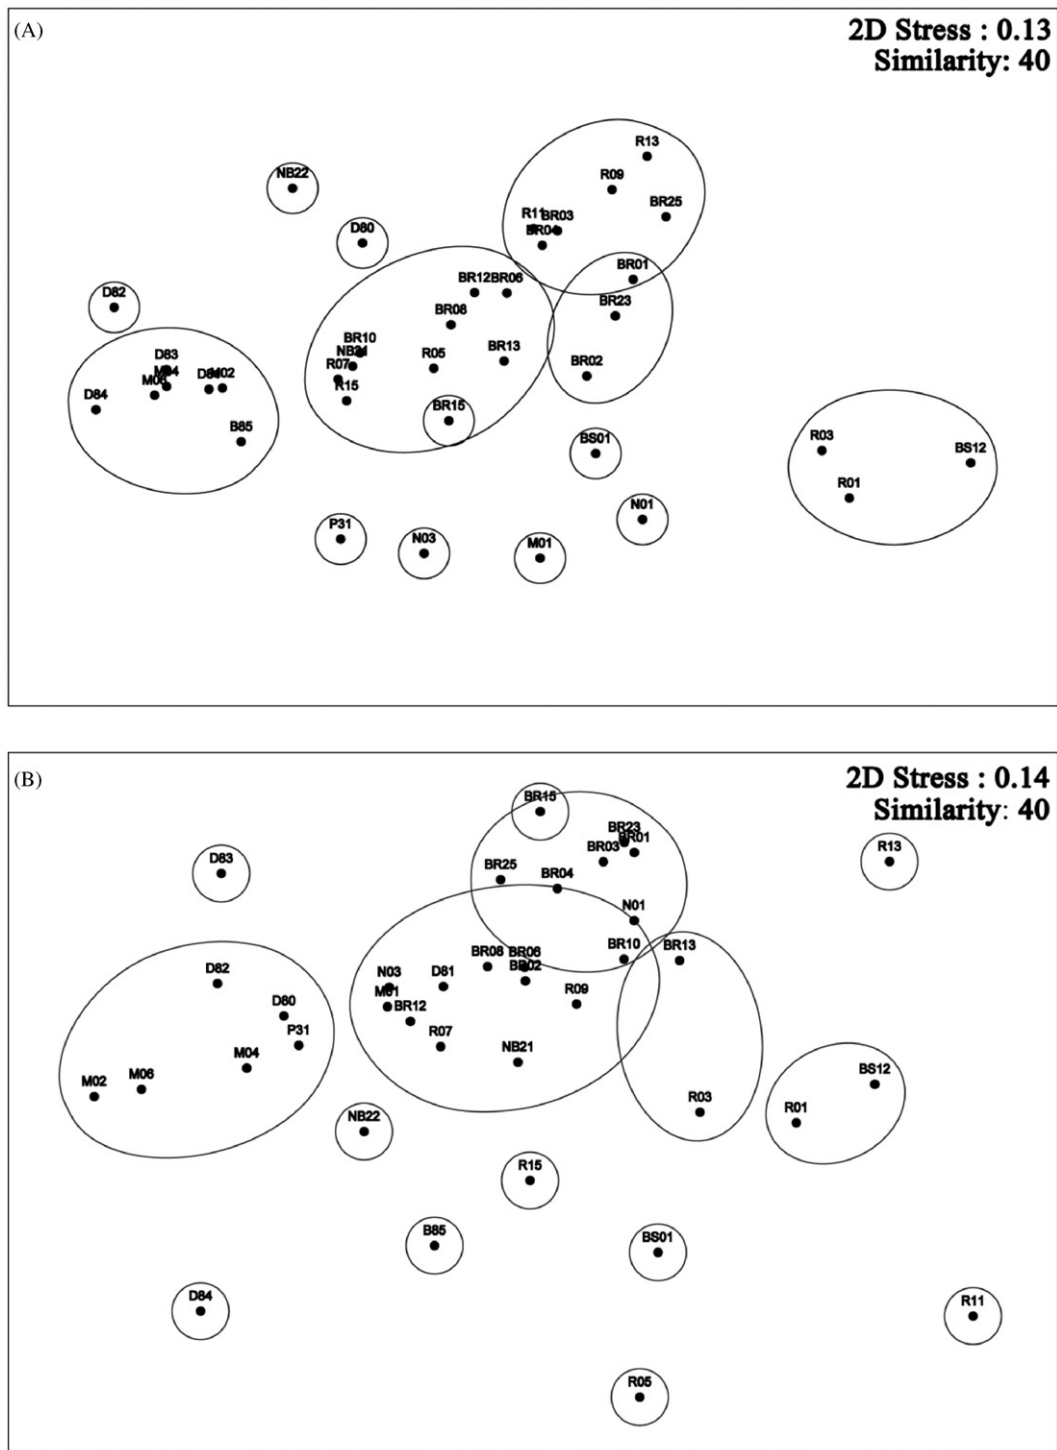 (A)
2D Stress : 0.13
Similarity: 40
R13
NB22
R09
BR25
R11 BR03
D80
BR04
BR01
BR12 BR06
D82
BR23
BR08
BR10
BR13
NB21
D83
R05
BR02
R07
M04
M06
M02
R15
D84
BR15
B85
R03
BS01
BS12
R01
N01
P31
N03
M01
(B)
2D Stress : 0.14
Similarity: 40
BR15
BR23
BR01
R13
BR03
D83
BR25
BR04
N01
BR10
BR13
BR08
BR06
D82
N03
D81
BR02
M01
R09
D80
BR12
P31
R07
NB21
M04
BS12
M06
M02
R03
R01
NB22
R15
B85
BS01
D84
R11
R05